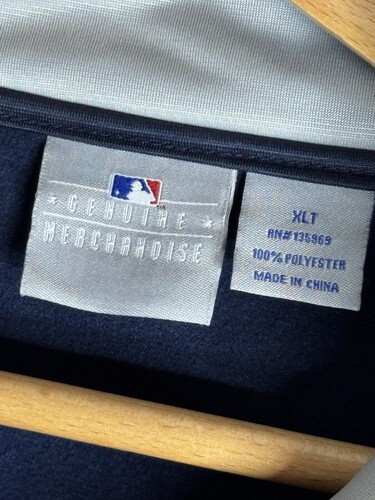 GENUINE
MERCHANDISE
XLT
RN#135969
100% POLYESTER
MADE IN CHINA